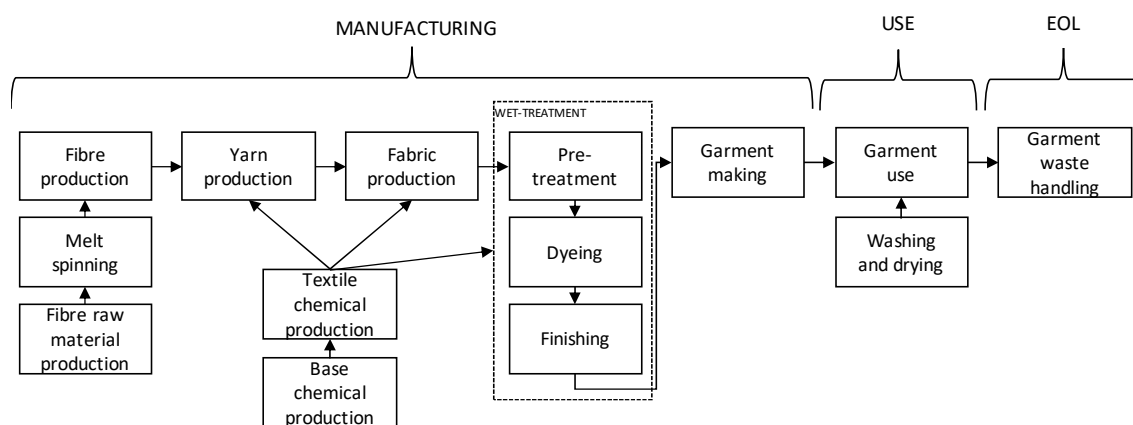 MANUFACTURING
USE
EOL
WET-TREATMENT
Fibre
production
Yarn
production
Fabric
production
Pre-
treatment
Garment
making
Garment
use
Garment
waste
handling
Melt
spinning
Dyeing
Washing
and drying
Textile
chemical
production
Fibre raw
material
production
Finishing
Base
chemical
production